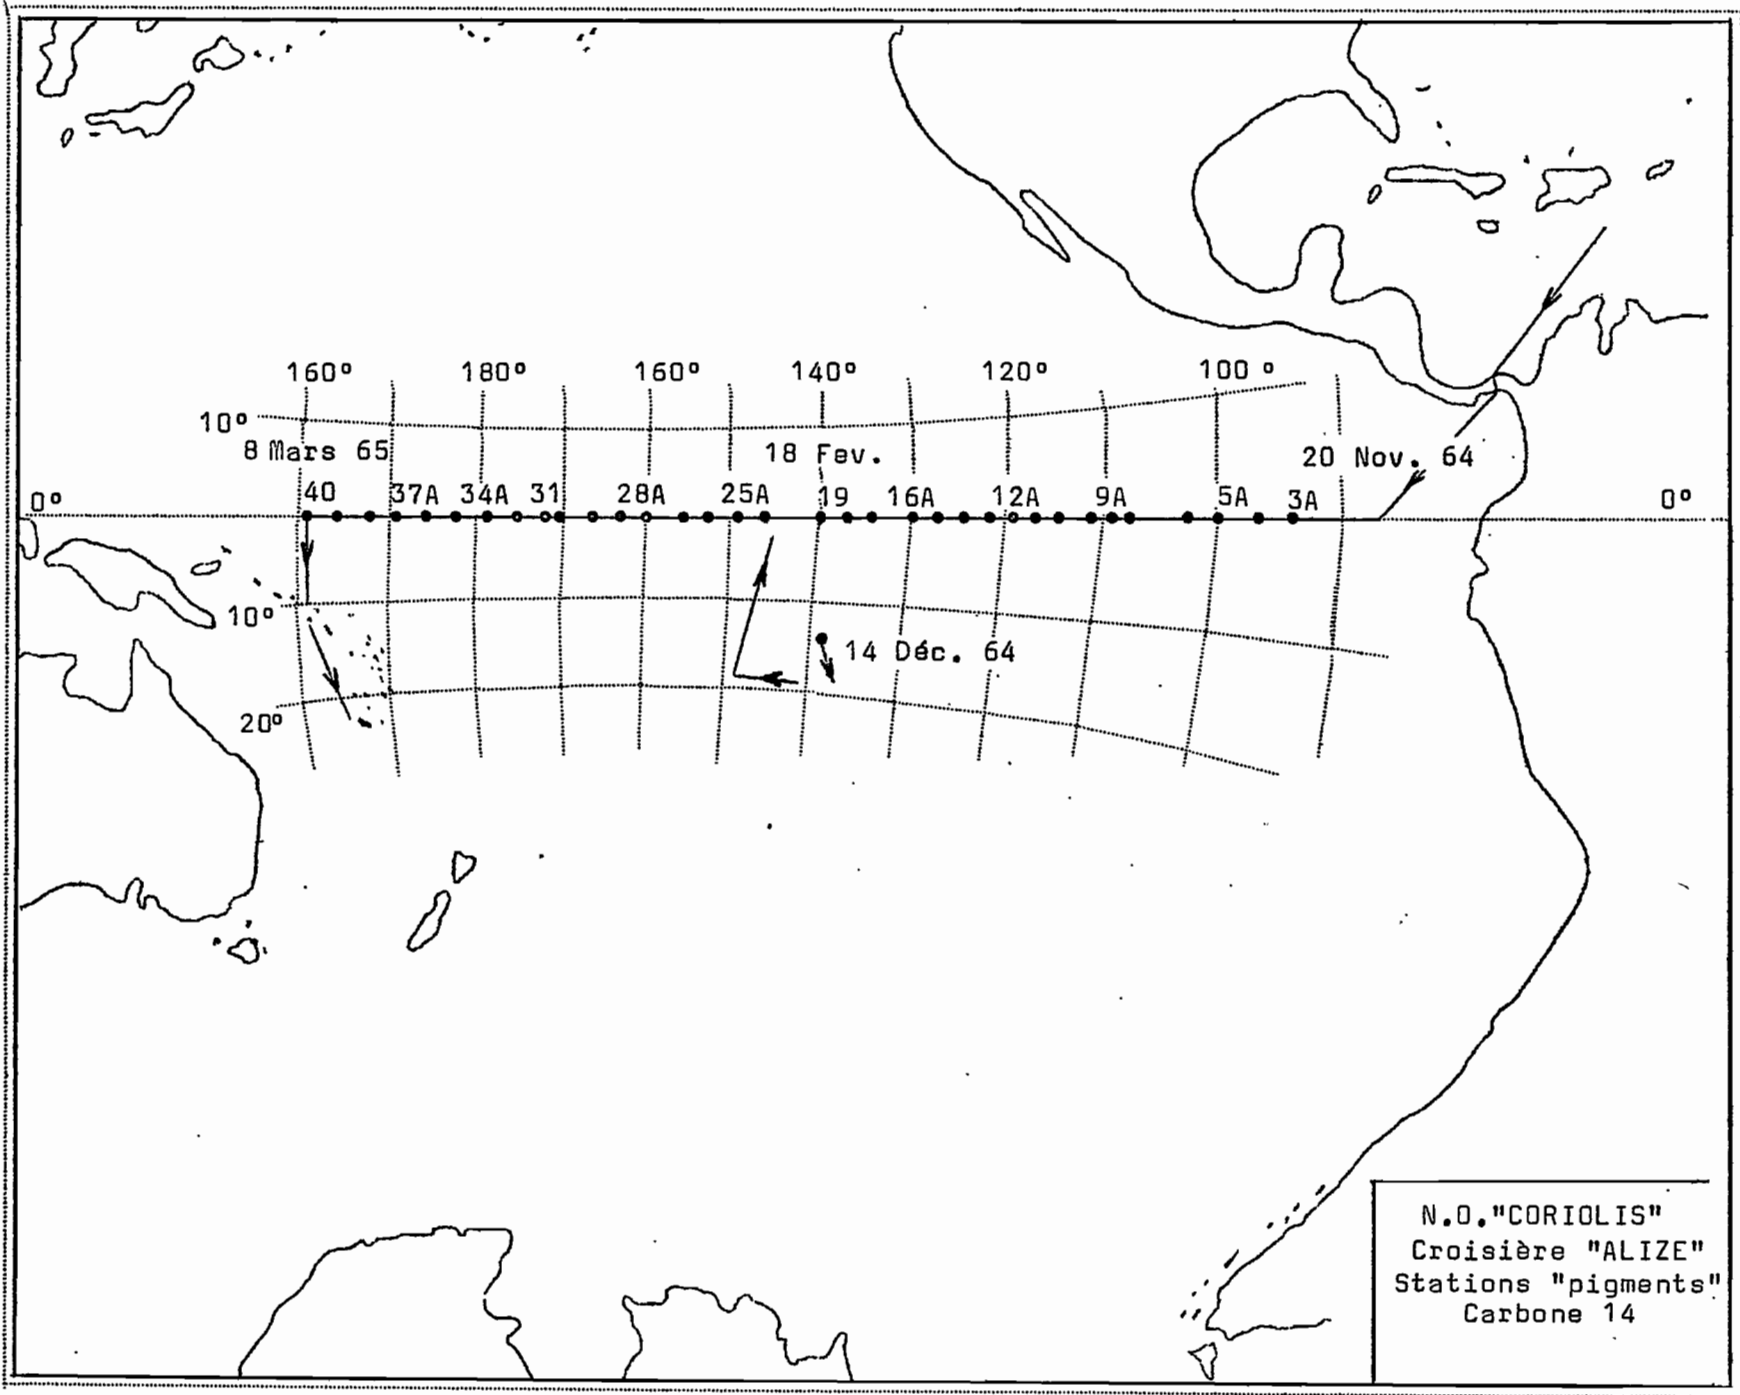 160° 180° 160° 140° 120° 100°
10°
8 Mars 65 18 Fev. 20 Nov. 64
0° 40 37A 34A 31 28A 25A 19 16A 12A 9A 5A 3A 0°
10°
14 Déc. 64
20°
N.O."CORIOLIS"
Croisière "ALIZE"
Stations "pigments"
Carbone 14